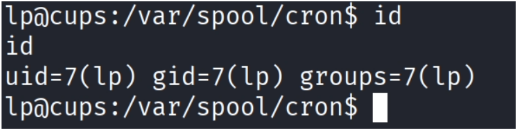 lp@cups:/var/spool/cron$ id
id
uid=7(lp) gid=7(lp) groups=7(lp)
lp@cups:/var/spool/cron$